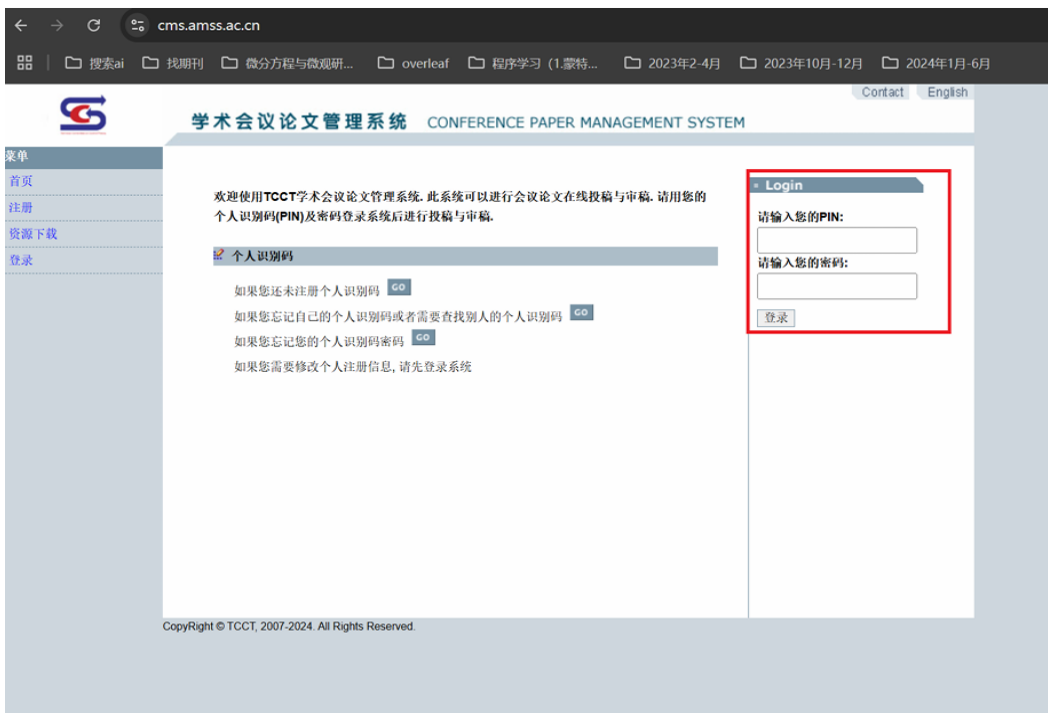 cms.amss.ac.cn
搜索ai 找期刊 微分方程与微观研... overleaf 程序学习 (1.蒙特... 2023年2-4月 2023年10月-12月 2024年1月-6月
Contact English
学术会议论文管理系统 CONFERENCE PAPER MANAGEMENT SYSTEM
菜单
首页
注册
资源下载
登录
欢迎使用TCCT学术会议论文管理系统. 此系统可以进行会议论文在线投稿与审稿. 请用您的
个人识别码(PIN)及密码登录系统后进行投稿与审稿.
个人识别码
如果您还未注册个人识别码 GO
如果您忘记自己的个人识别码或者需要查找别人的个人识别码 GO
如果您忘记您的个人识别码密码 GO
如果您需要修改个人注册信息, 请先登录系统
Login
请输入您的PIN:
请输入您的密码:
登录
CopyRight © TCCT, 2007-2024. All Rights Reserved.